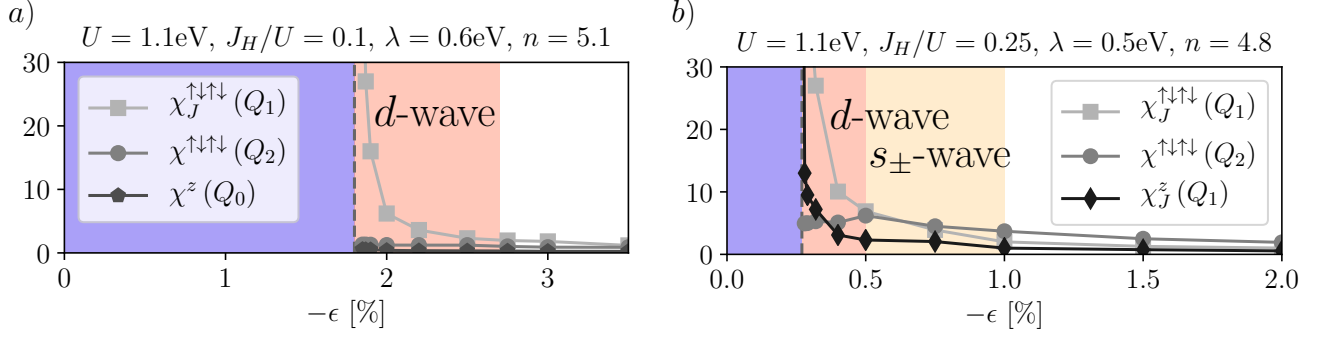 a)
U = 1.1eV, J_H/U = 0.1, λ = 0.6eV, n = 5.1
30
20
10
0
χ_J^{↑↓↑↓}(Q_1)
χ^{↑↓↑↓}(Q_2)
χ^z(Q_0)
d-wave
0
1
2
3
−ϵ [%]
b)
U = 1.1eV, J_H/U = 0.25, λ = 0.5eV, n = 4.8
30
20
10
0
d-wave
s_±-wave
χ_J^{↑↓↑↓}(Q_1)
χ^{↑↓↑↓}(Q_2)
χ_J^z(Q_1)
0.0
0.5
1.0
1.5
2.0
−ϵ [%]